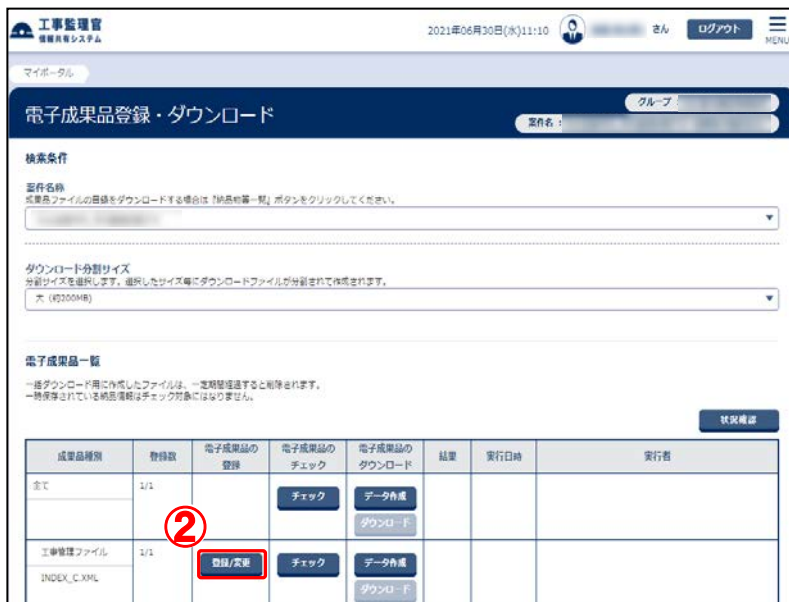 工事監理官
情報共有システム
2021年06月30日(水)11:10
さん
ログアウト
MENU
マイポータル
電子成果品登録・ダウンロード
グループ:
案件名:
検索条件
案件名称
成果品ファイルの目録をダウンロードする場合は『納品物等一覧』ボタンをクリックしてください。
ダウンロード分割サイズ
分割サイズを選択します。選択したサイズ毎にダウンロードファイルが分割されて作成されます。
大 (約200MB)
電子成果品一覧
一括ダウンロード用に作成したファイルは、一定期間経過すると削除されます。
一時保存されている納品情報はチェック対象にはなりません。
状況確認
成果品種別 登録数 電子成果品の登録 電子成果品のチェック 電子成果品のダウンロード 結果 実行日時 実行者
全て 1/1 チェック データ作成
ダウンロード
②
工事管理ファイル 1/1 登録/変更 チェック データ作成
INDEX_C.XML ダウンロード